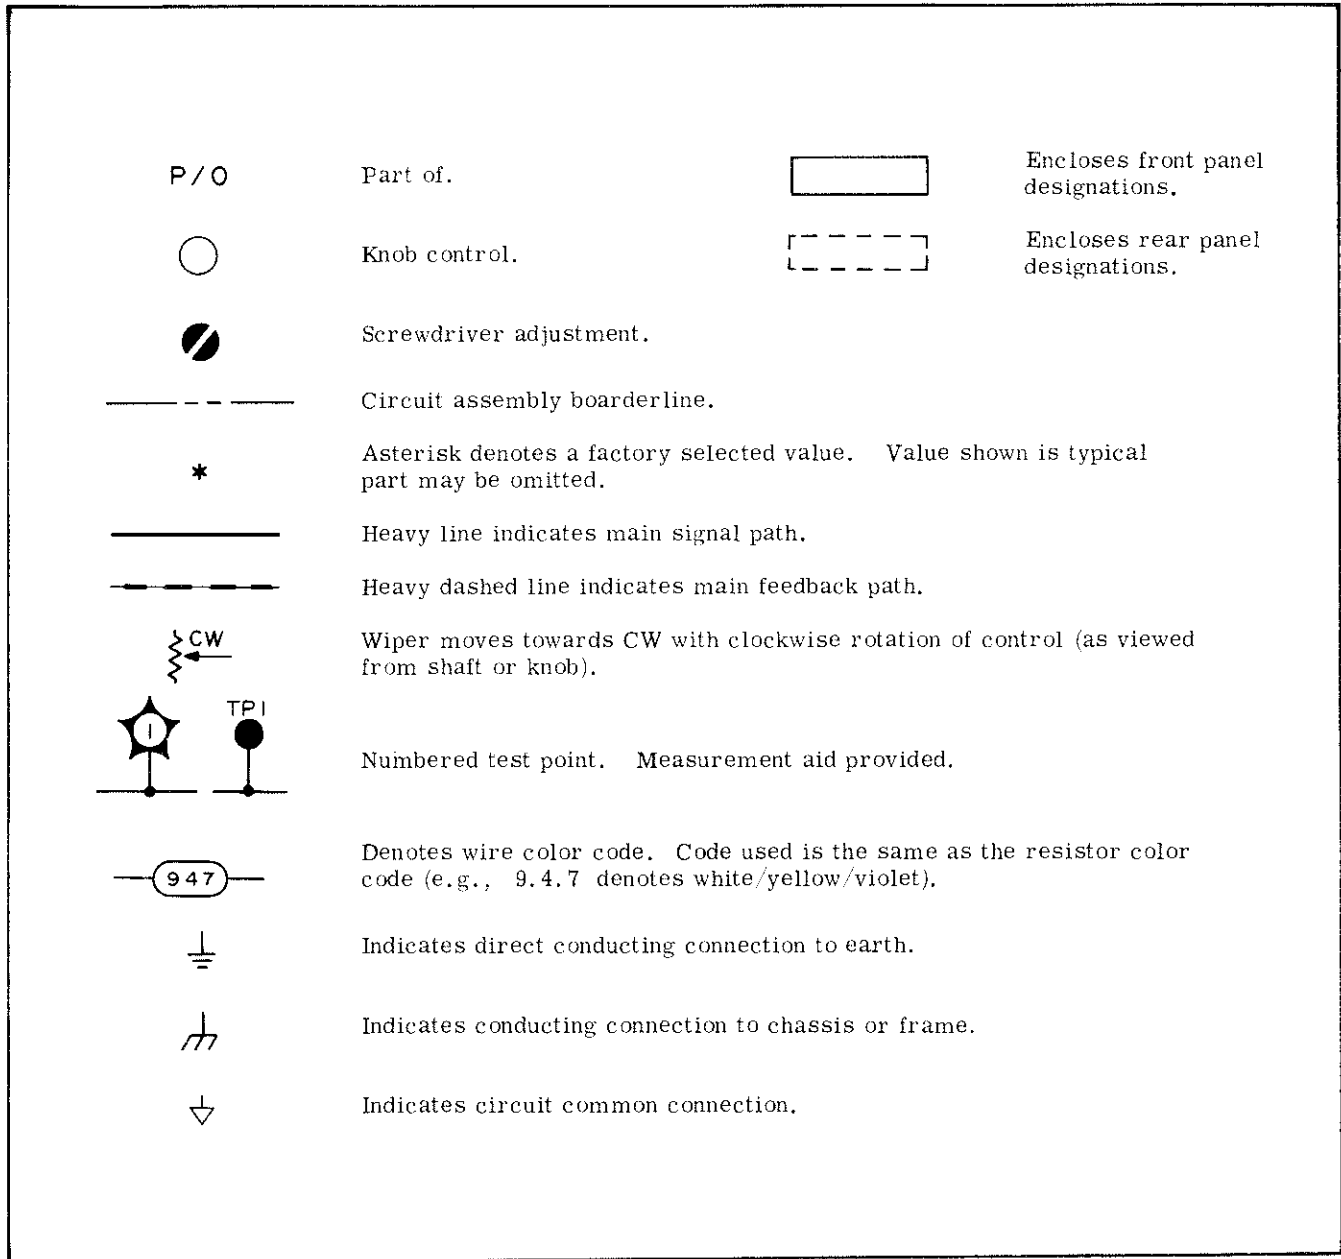 P/O Part of.
Encloses front panel
designations.
Knob control.
Encloses rear panel
designations.
Screwdriver adjustment.
Circuit assembly boarderline.
* Asterisk denotes a factory selected value. Value shown is typical
part may be omitted.
Heavy line indicates main signal path.
Heavy dashed line indicates main feedback path.
CW Wiper moves towards CW with clockwise rotation of control (as viewed
from shaft or knob).
1 TP1
Numbered test point. Measurement aid provided.
Denotes wire color code. Code used is the same as the resistor color
947 code (e.g., 9.4.7 denotes white/yellow/violet).
Indicates direct conducting connection to earth.
Indicates conducting connection to chassis or frame.
Indicates circuit common connection.